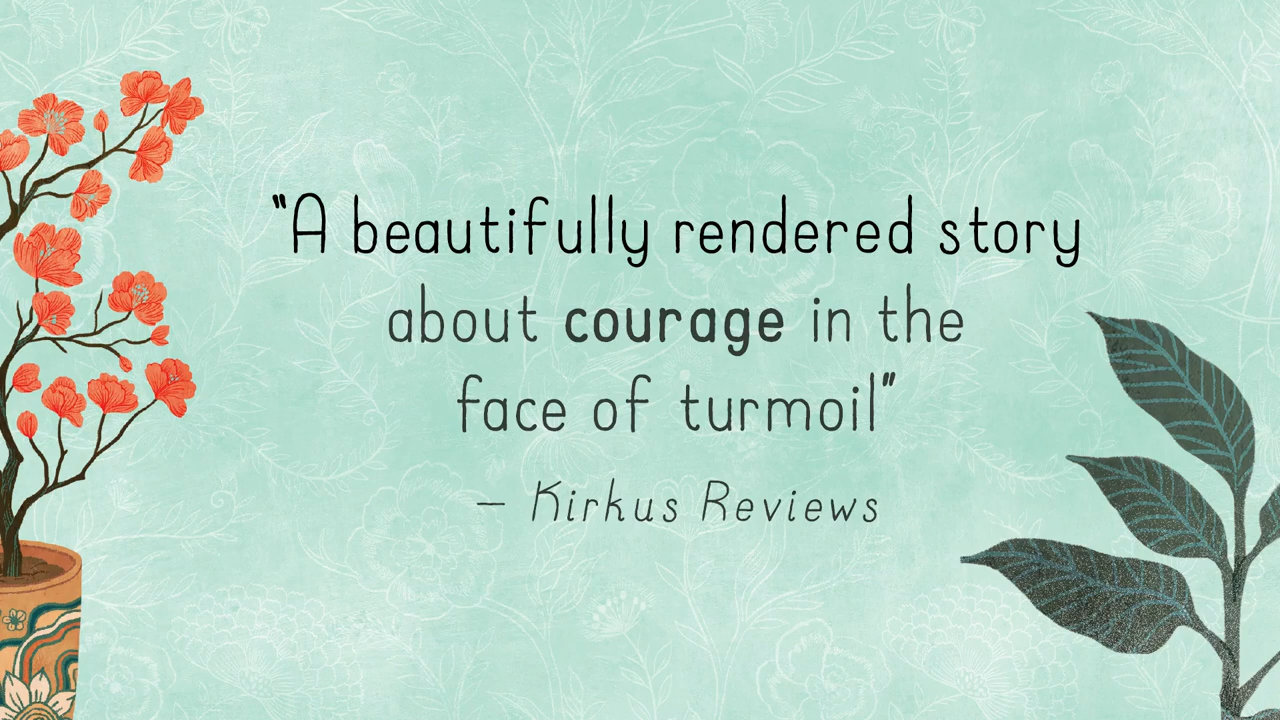 "A beautifully rendered story
about courage in the
face of turmoil"
– Kirkus Reviews